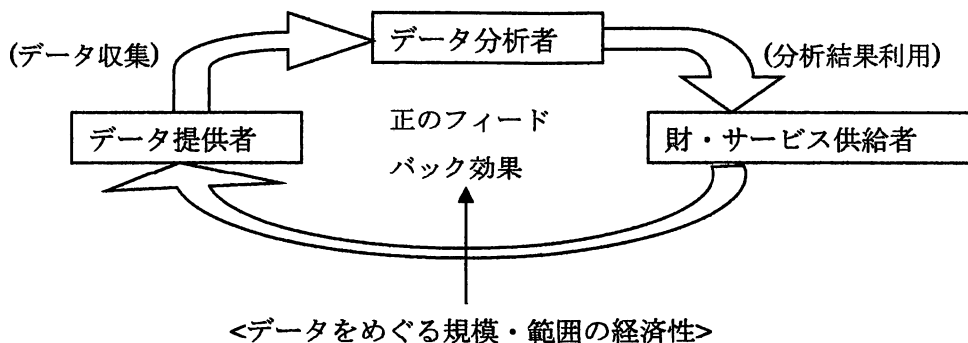 データ分析者
(データ収集)
(分析結果利用)
データ提供者
正のフィード
バック効果
財・サービス供給者
<データをめぐる規模・範囲の経済性>